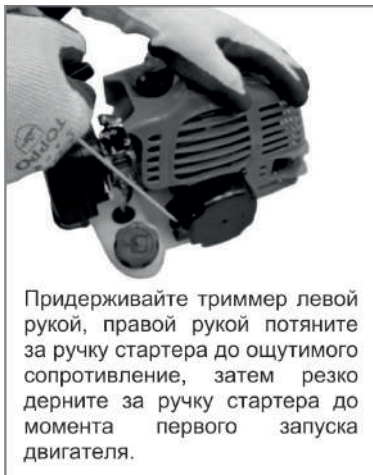 TOPPO
Придерживайте триммер левой
рукой, правой рукой потяните
за ручку стартера до ощутимого
сопротивление, затем резко
дерните за ручку стартера до
момента первого запуска
двигателя.